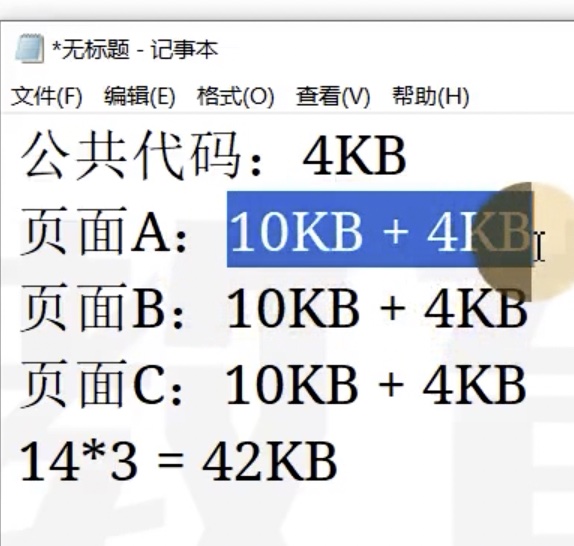 *无标题 - 记事本
文件(F) 编辑(E) 格式(O) 查看(V) 帮助(H)
公共代码：4KB
页面A：10KB + 4KB
页面B：10KB + 4KB
页面C：10KB + 4KB
14*3 = 42KB